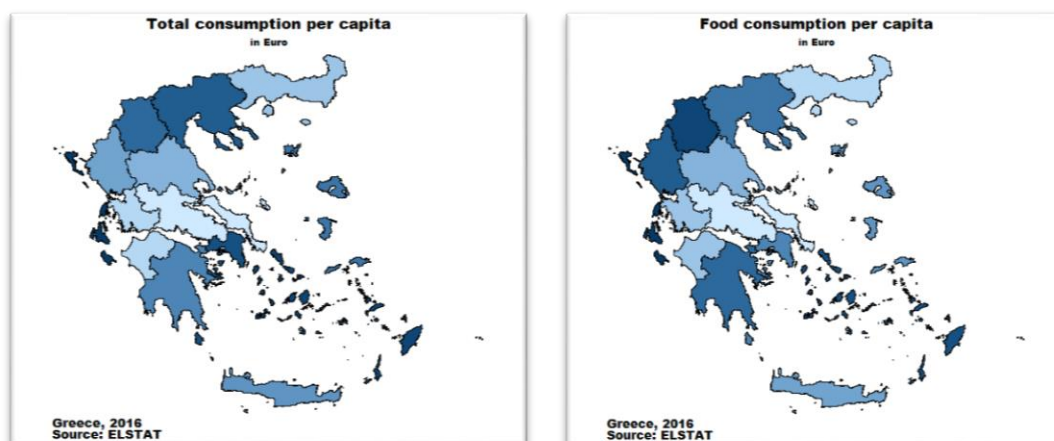 Total consumption per capita
in Euro
Greece, 2016
Source: ELSTAT
Food consumption per capita
in Euro
Greece, 2016
Source: ELSTAT